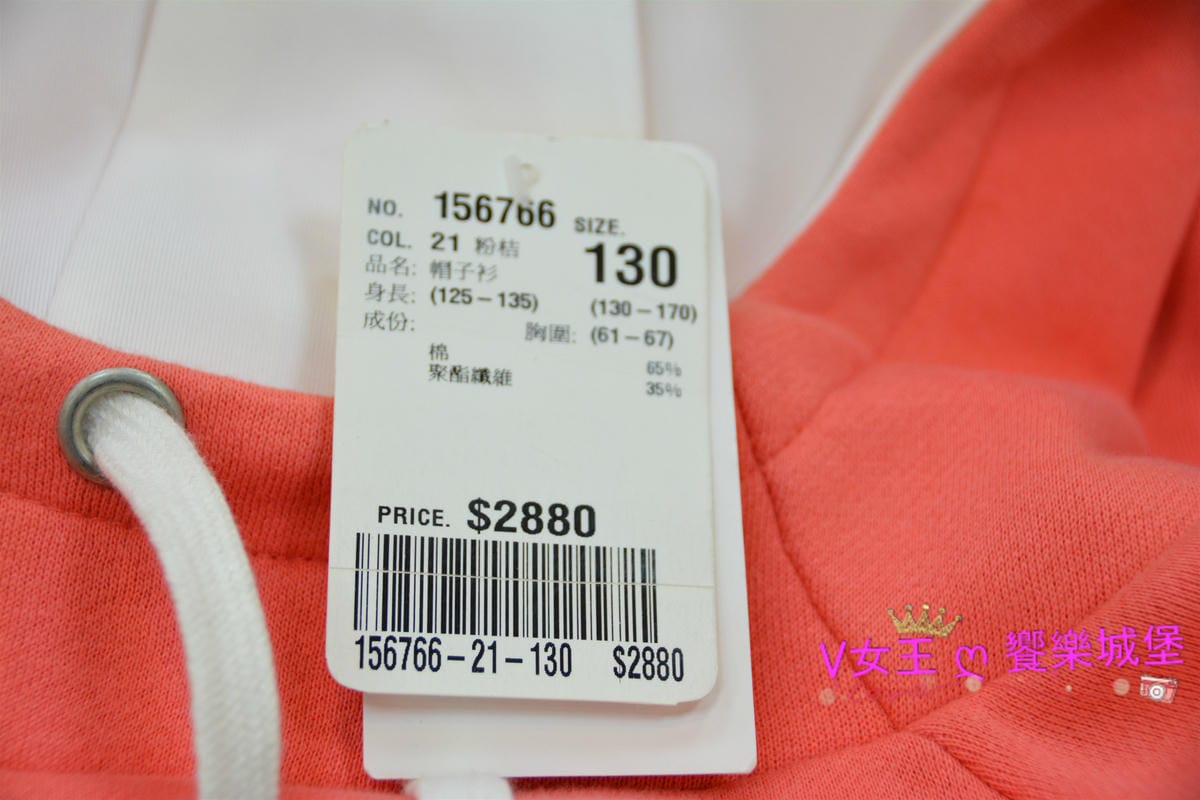 NO. 156766 SIZE.
COL. 21 粉桔 130
品名: 帽子衫
身長: (125－135) (130－170)
成份: 胸圍: (61－67)
棉 65%
聚酯纖維 35%
PRICE. $2880
156766－21－130 $2880
V女王 ღ 饗樂城堡